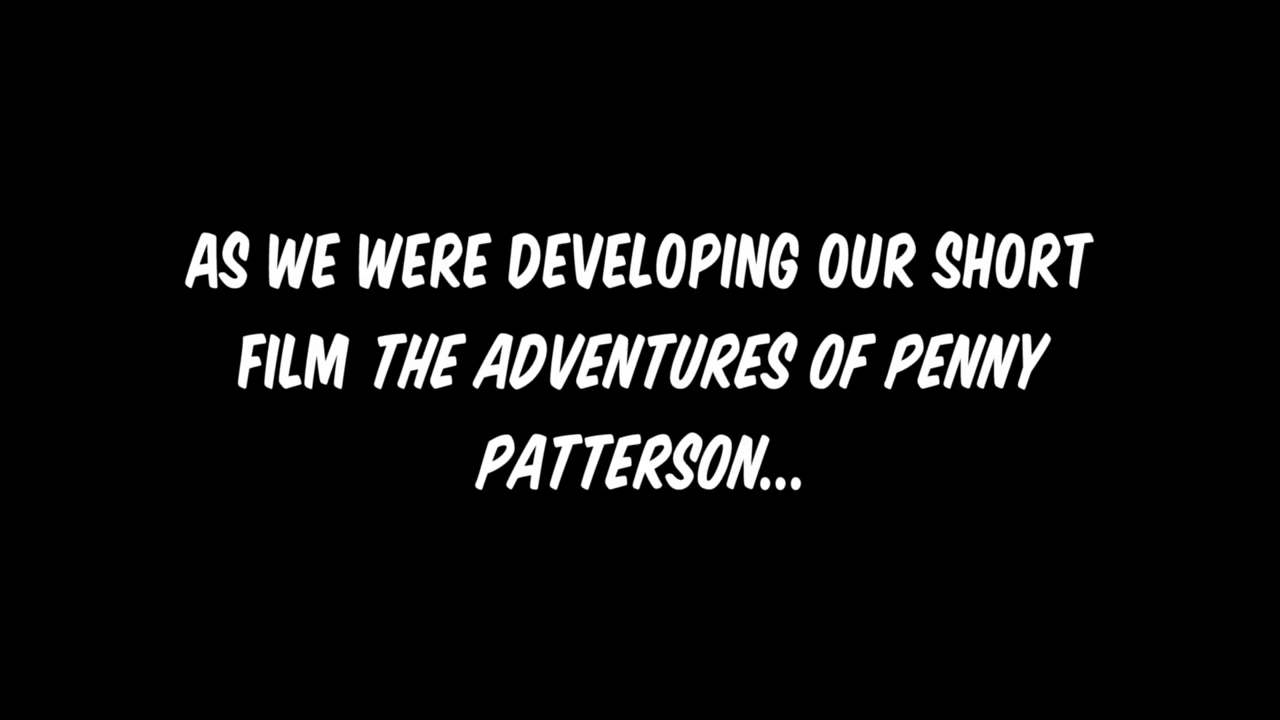 AS WE WERE DEVELOPING OUR SHORT
FILM THE ADVENTURES OF PENNY
PATTERSON...